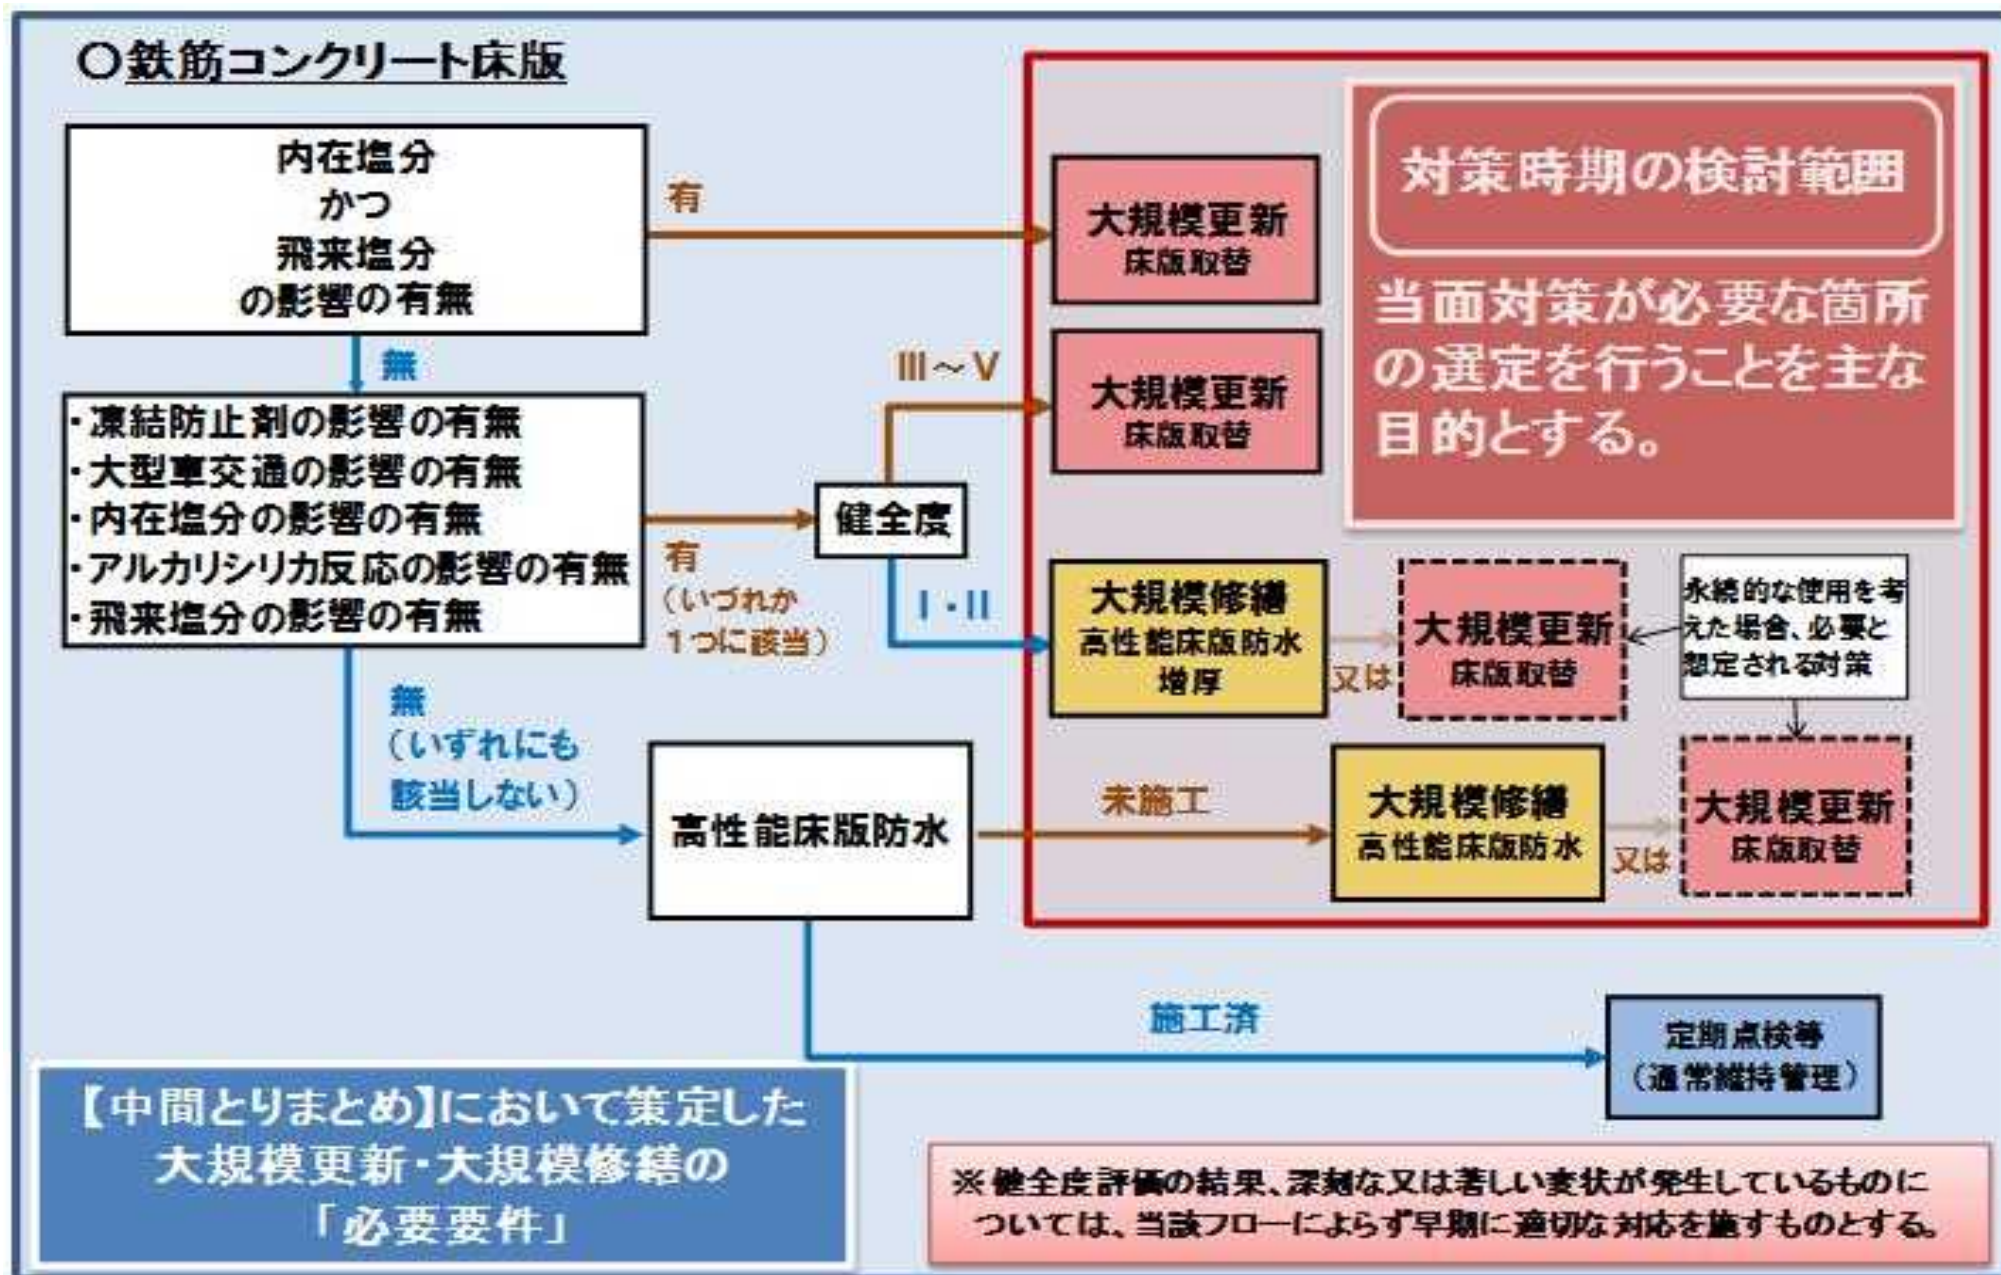 〇鉄筋コンクリート床版
内在塩分
かつ
飛来塩分
の影響の有無
有
大規模更新
床版取替
対策時期の検討範囲
当面対策が必要な箇所
の選定を行うことを主な
目的とする。
無
・凍結防止剤の影響の有無
・大型車交通の影響の有無
・内在塩分の影響の有無
・アルカリシリカ反応の影響の有無
・飛来塩分の影響の有無
有
(いづれか
1つに該当)
健全度
III～V
大規模更新
床版取替
I・II
大規模修繕
高性能床版防水
増厚
又は
大規模更新
床版取替
永続的な使用を考
えた場合、必要と
想定される対策
無
(いずれにも
該当しない)
高性能床版防水
未施工
大規模修繕
高性能床版防水
又は
大規模更新
床版取替
施工済
定期点検等
(通常維持管理)
【中間とりまとめ】において策定した
大規模更新・大規模修繕の
「必要要件」
※健全度評価の結果、深刻な又は著しい変状が発生しているものに
ついては、当該フローによらず早期に適切な対応を施すものとする。